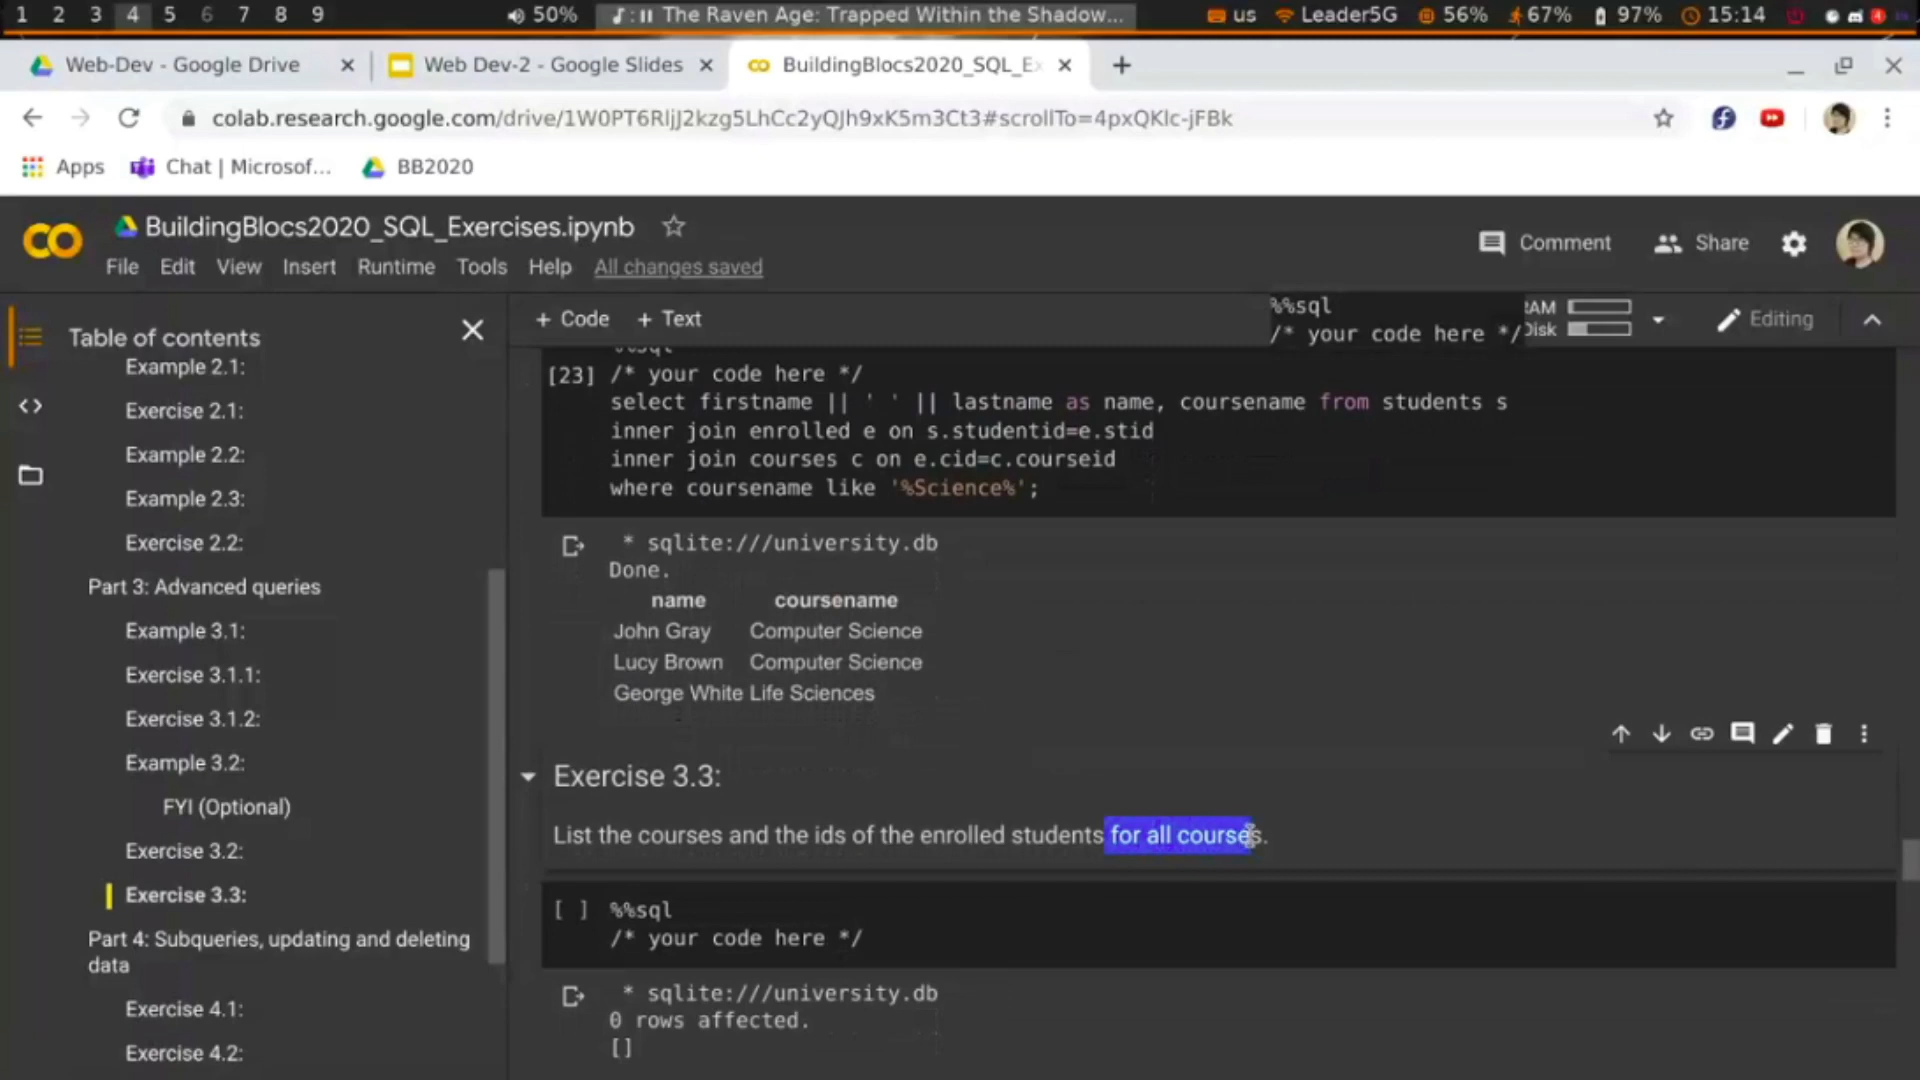 1 2 3 4 5 6 7 8 9 50% The Raven Age: Trapped Within the Shadow... us Leader5G 56% 67% 97% 15:14
Web-Dev - Google Drive Web Dev-2 - Google Slides BuildingBlocs2020_SQL_Ex
colab.research.google.com/drive/1W0PT6RljJ2kzg5LhCc2yQJh9xK5m3Ct3#scrollTo=4pxQKlc-jFBk
Apps Chat | Microsof... BB2020
BuildingBlocs2020_SQL_Exercises.ipynb
Comment Share
File Edit View Insert Runtime Tools Help All changes saved
+ Code + Text
%%sql
/* your code here */
RAM
Disk
Editing
Table of contents
Example 2.1:
Exercise 2.1:
Example 2.2:
Example 2.3:
Exercise 2.2:
Part 3: Advanced queries
Example 3.1:
Exercise 3.1.1:
Exercise 3.1.2:
Example 3.2:
FYI (Optional)
Exercise 3.2:
Exercise 3.3:
Part 4: Subqueries, updating and deleting
data
Exercise 4.1:
Exercise 4.2:
%%sql
[23] /* your code here */
select firstname || ' ' || lastname as name, coursename from students s
inner join enrolled e on s.studentid=e.stid
inner join courses c on e.cid=c.courseid
where coursename like '%Science%';
* sqlite:///university.db
Done.
name coursename
John Gray Computer Science
Lucy Brown Computer Science
George White Life Sciences
Exercise 3.3:
List the courses and the ids of the enrolled students for all courses.
[ ] %%sql
/* your code here */
* sqlite:///university.db
0 rows affected.
[]